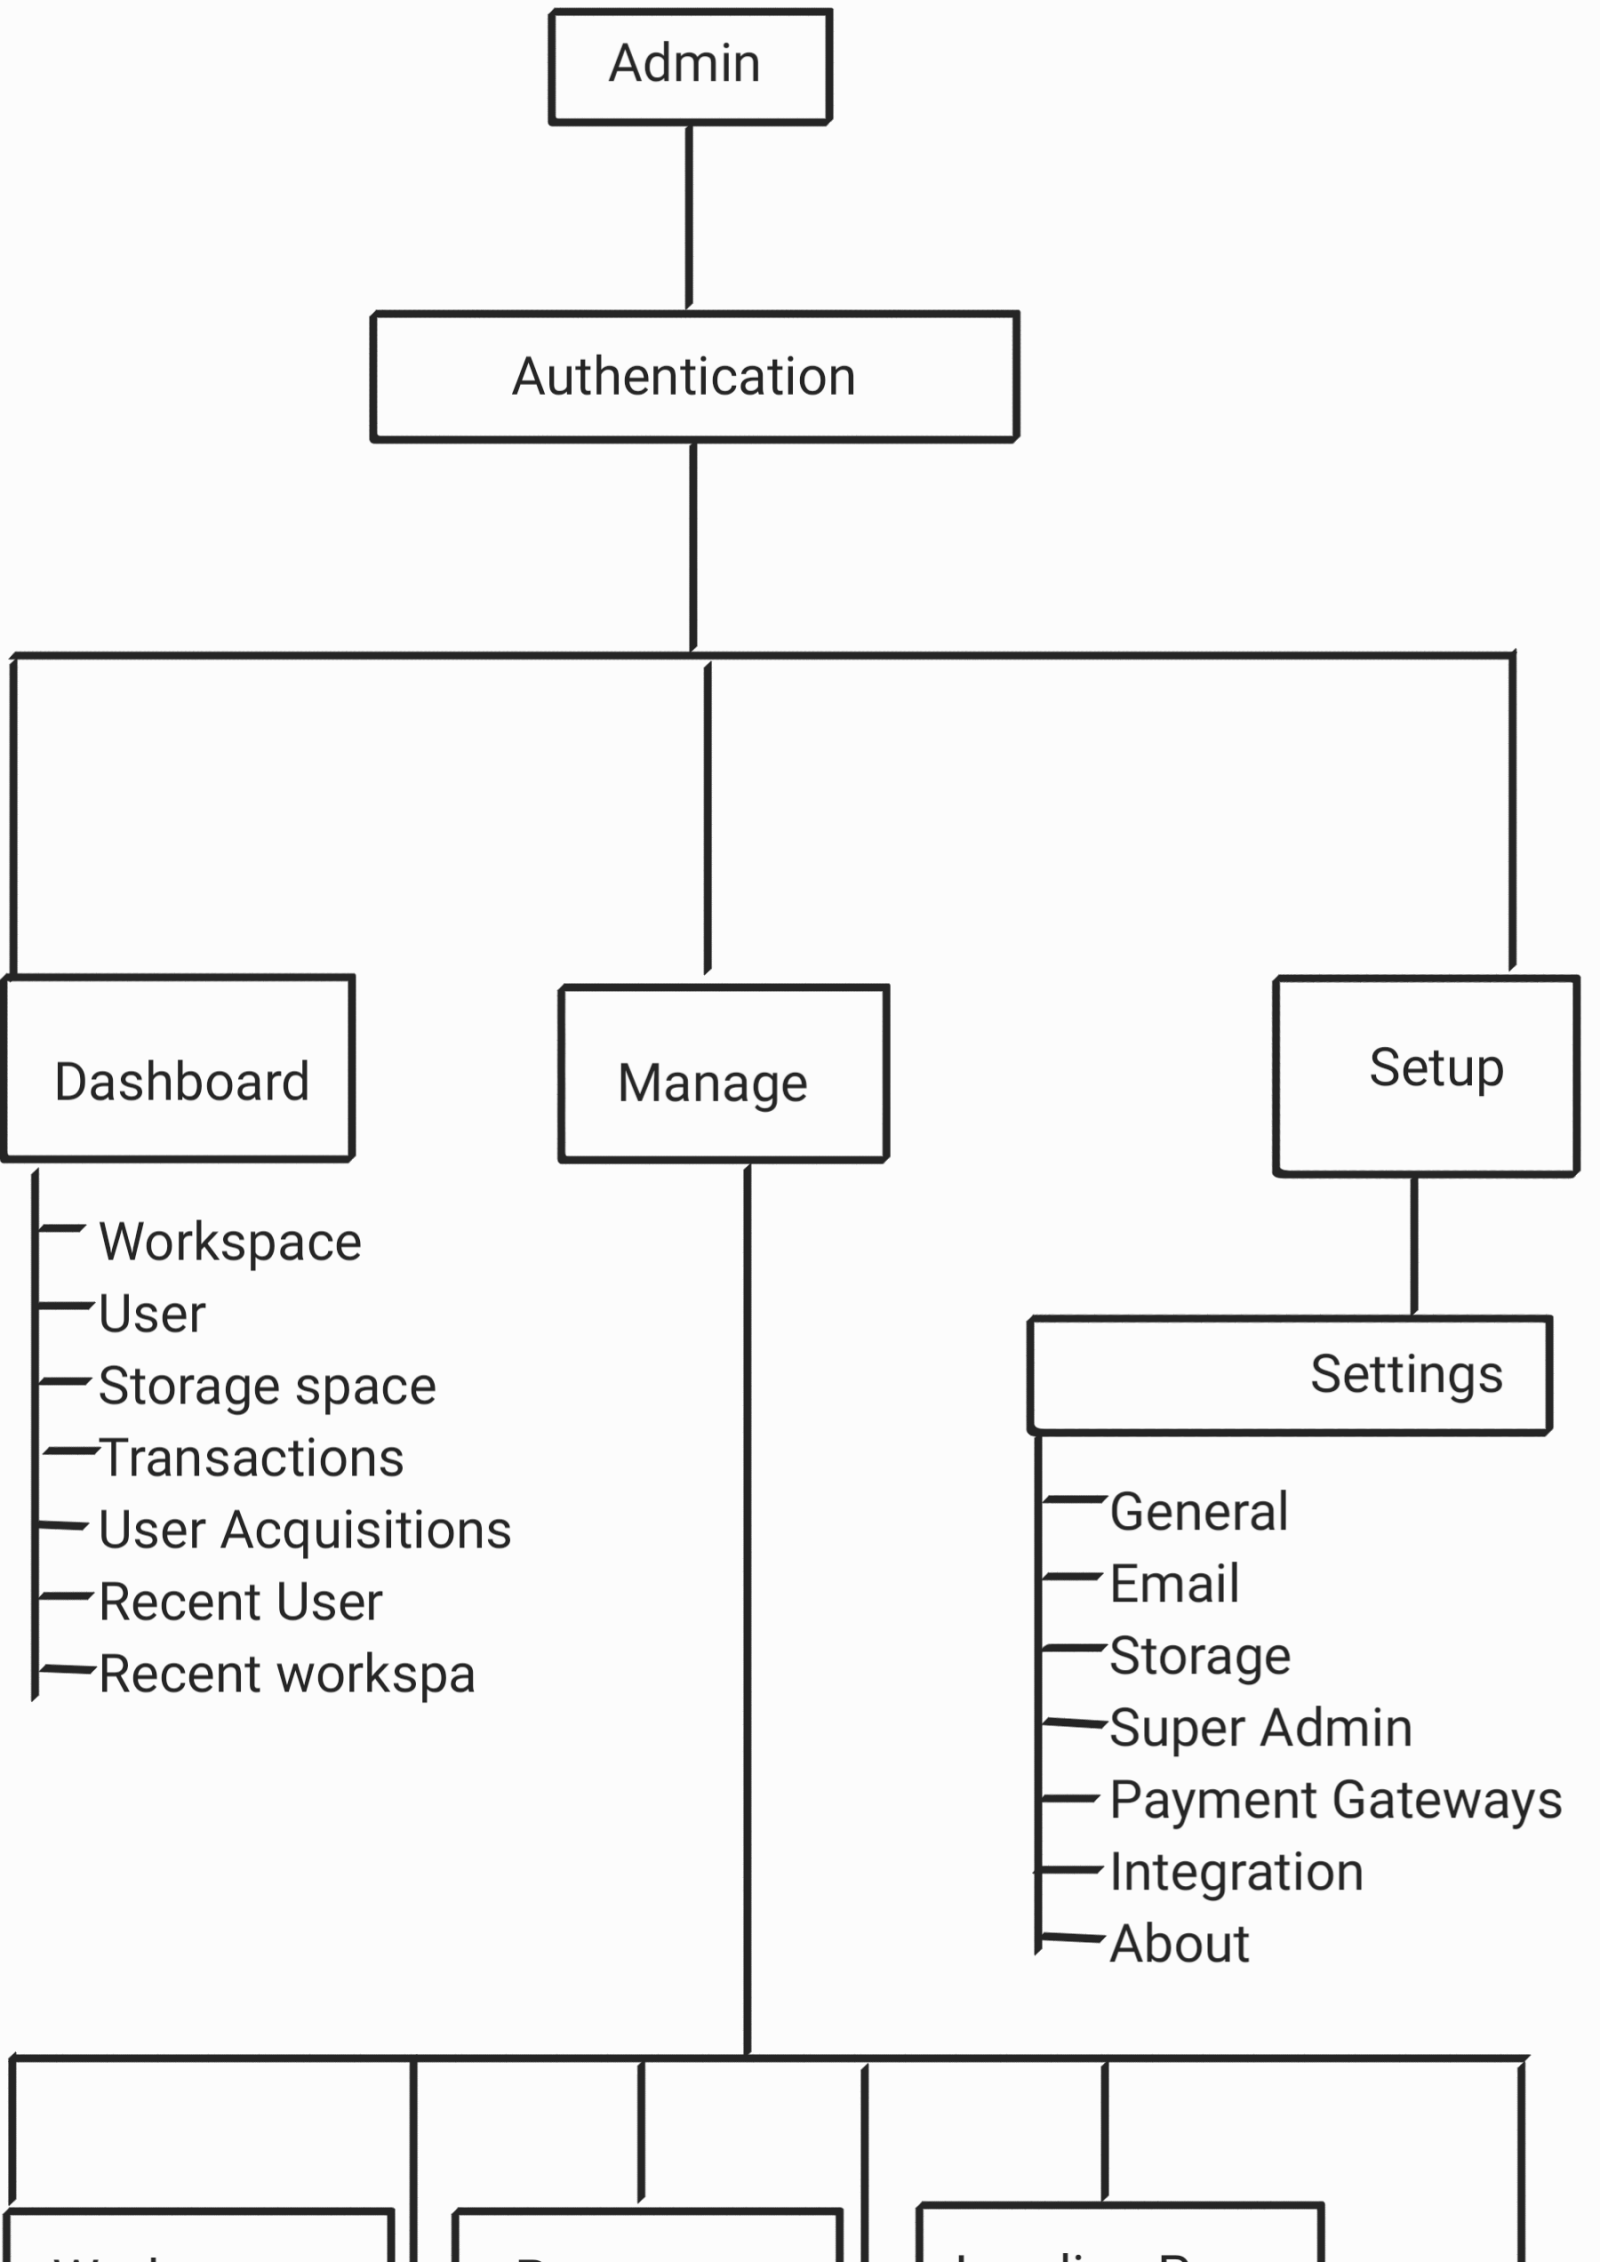 Admin
Authentication
Dashboard
Manage
Setup
Workspace
User
Storage space
Transactions
User Acquisitions
Recent User
Recent workspa
Settings
General
Email
Storage
Super Admin
Payment Gateways
Integration
About